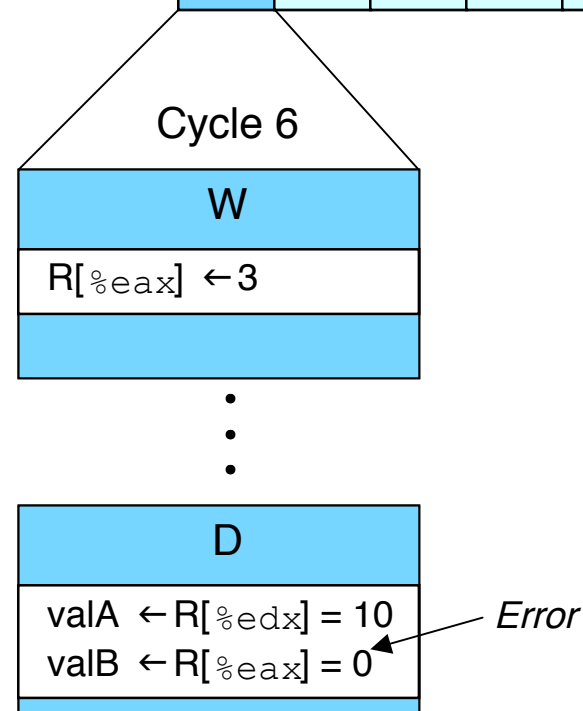 Cycle 6
W
R[%eax] ←3
D
valA ←R[%edx] = 10
Error
valB ←R[%eax] = 0